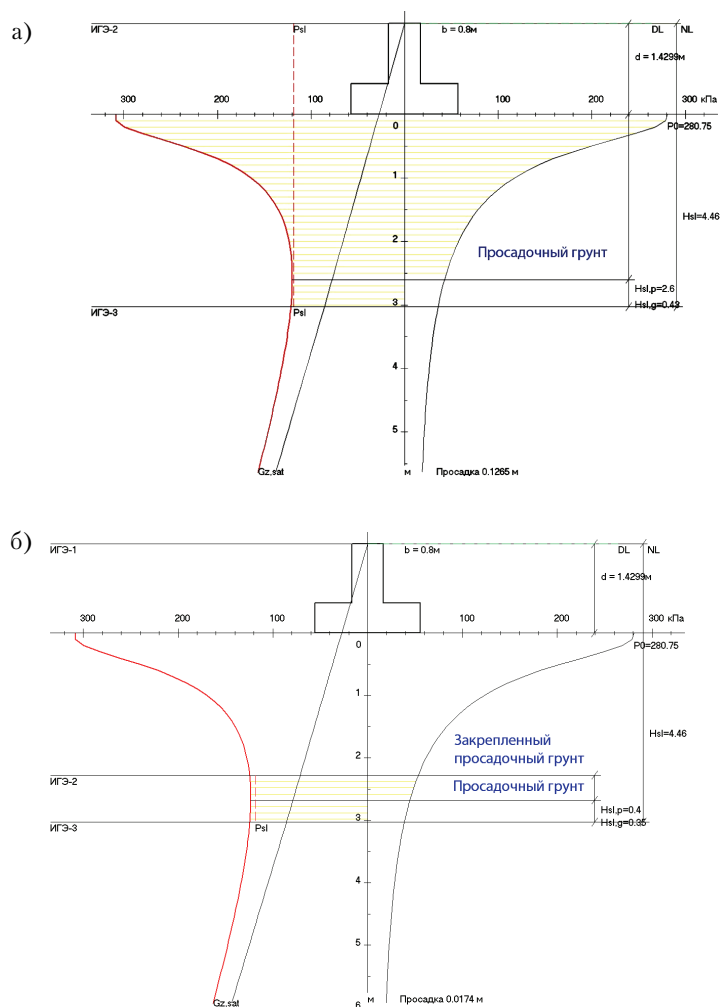 а)
ИГЭ-2 Psl b = 0.8м DL NL
d = 1.4299м
300 100 0 100 200 300 кПа
0 P0=280.75
1
Hsl=4.46
2
Просадочный грунт
Hsl,p=2.6
3 Hsl,g=0.43
ИГЭ-3 Psl
4
5
Gz,sat м Просадка 0.1265 м
б)
ИГЭ-1 b = 0.8м DL NL
d = 1.4299м
300 200 100 0 100 200 300 кПа
0 P0=280.75
1
Закрепленный Hsl=4.46
2 просадочный грунт
ИГЭ-2 Просадочный грунт
Hsl,p=0.4
3 Hsl,g=0.35
ИГЭ-3 Psl
4
5
Gz,sat м Просадка 0.0174 м
6